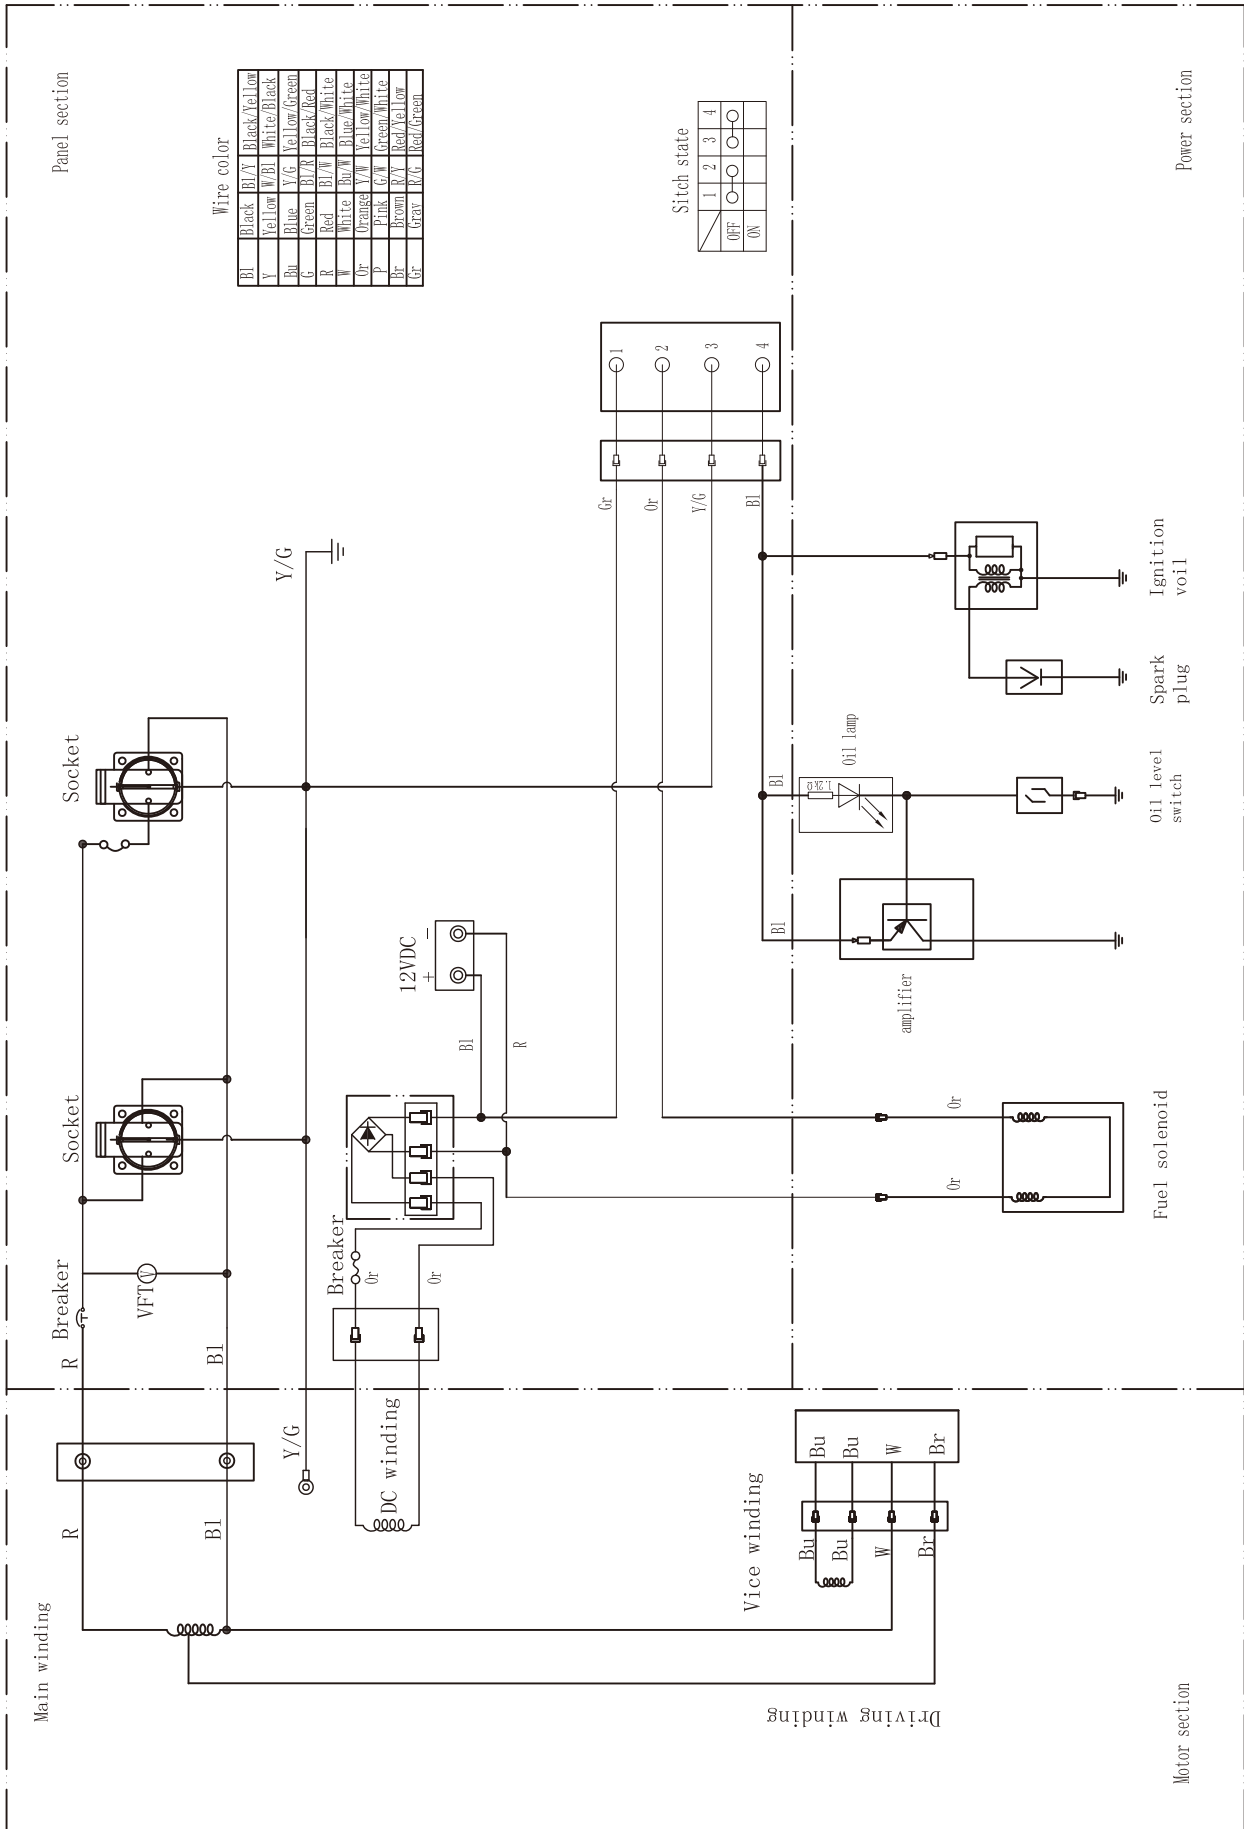 Panel section
Wire color
Bl Black Bl/Y Black/Yellow
Y Yellow W/Bl White/Black
Bu Blue Y/G Yellow/Green
G Green Bl/R Black/Red
R Red Bl/W Black/White
W White Bu/W Blue/White
Or Orange Y/W Yellow/White
P Pink G/W Green/White
Br Brown R/Y Red/Yellow
Gr Gray R/G Red/Green
Sitch state
1 2 3 4
OFF
ON
Power section
1
2
3
4
Gr
Or
Y/G
Bl
Y/G
Socket
Socket
12VDC
+ -
Bl
R
Breaker
Or
Or
Breaker
VFT
V
R
Bl
Bl
Oil lamp
1.2kΩ
Bl
amplifier
Ignition
voil
Spark
plug
Oil level
switch
Or
Or
Fuel solenoid
R
Bl
Y/G
DC winding
Main winding
Vice winding
Bu
Bu
W
Br
Bu
Bu
W
Br
Driving winding
Motor section